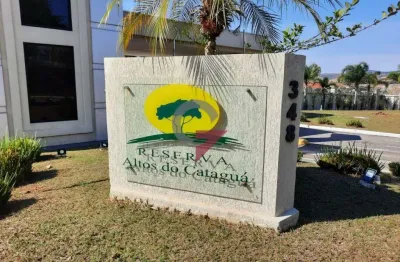 RESERVA
Altos do Cataguá
348